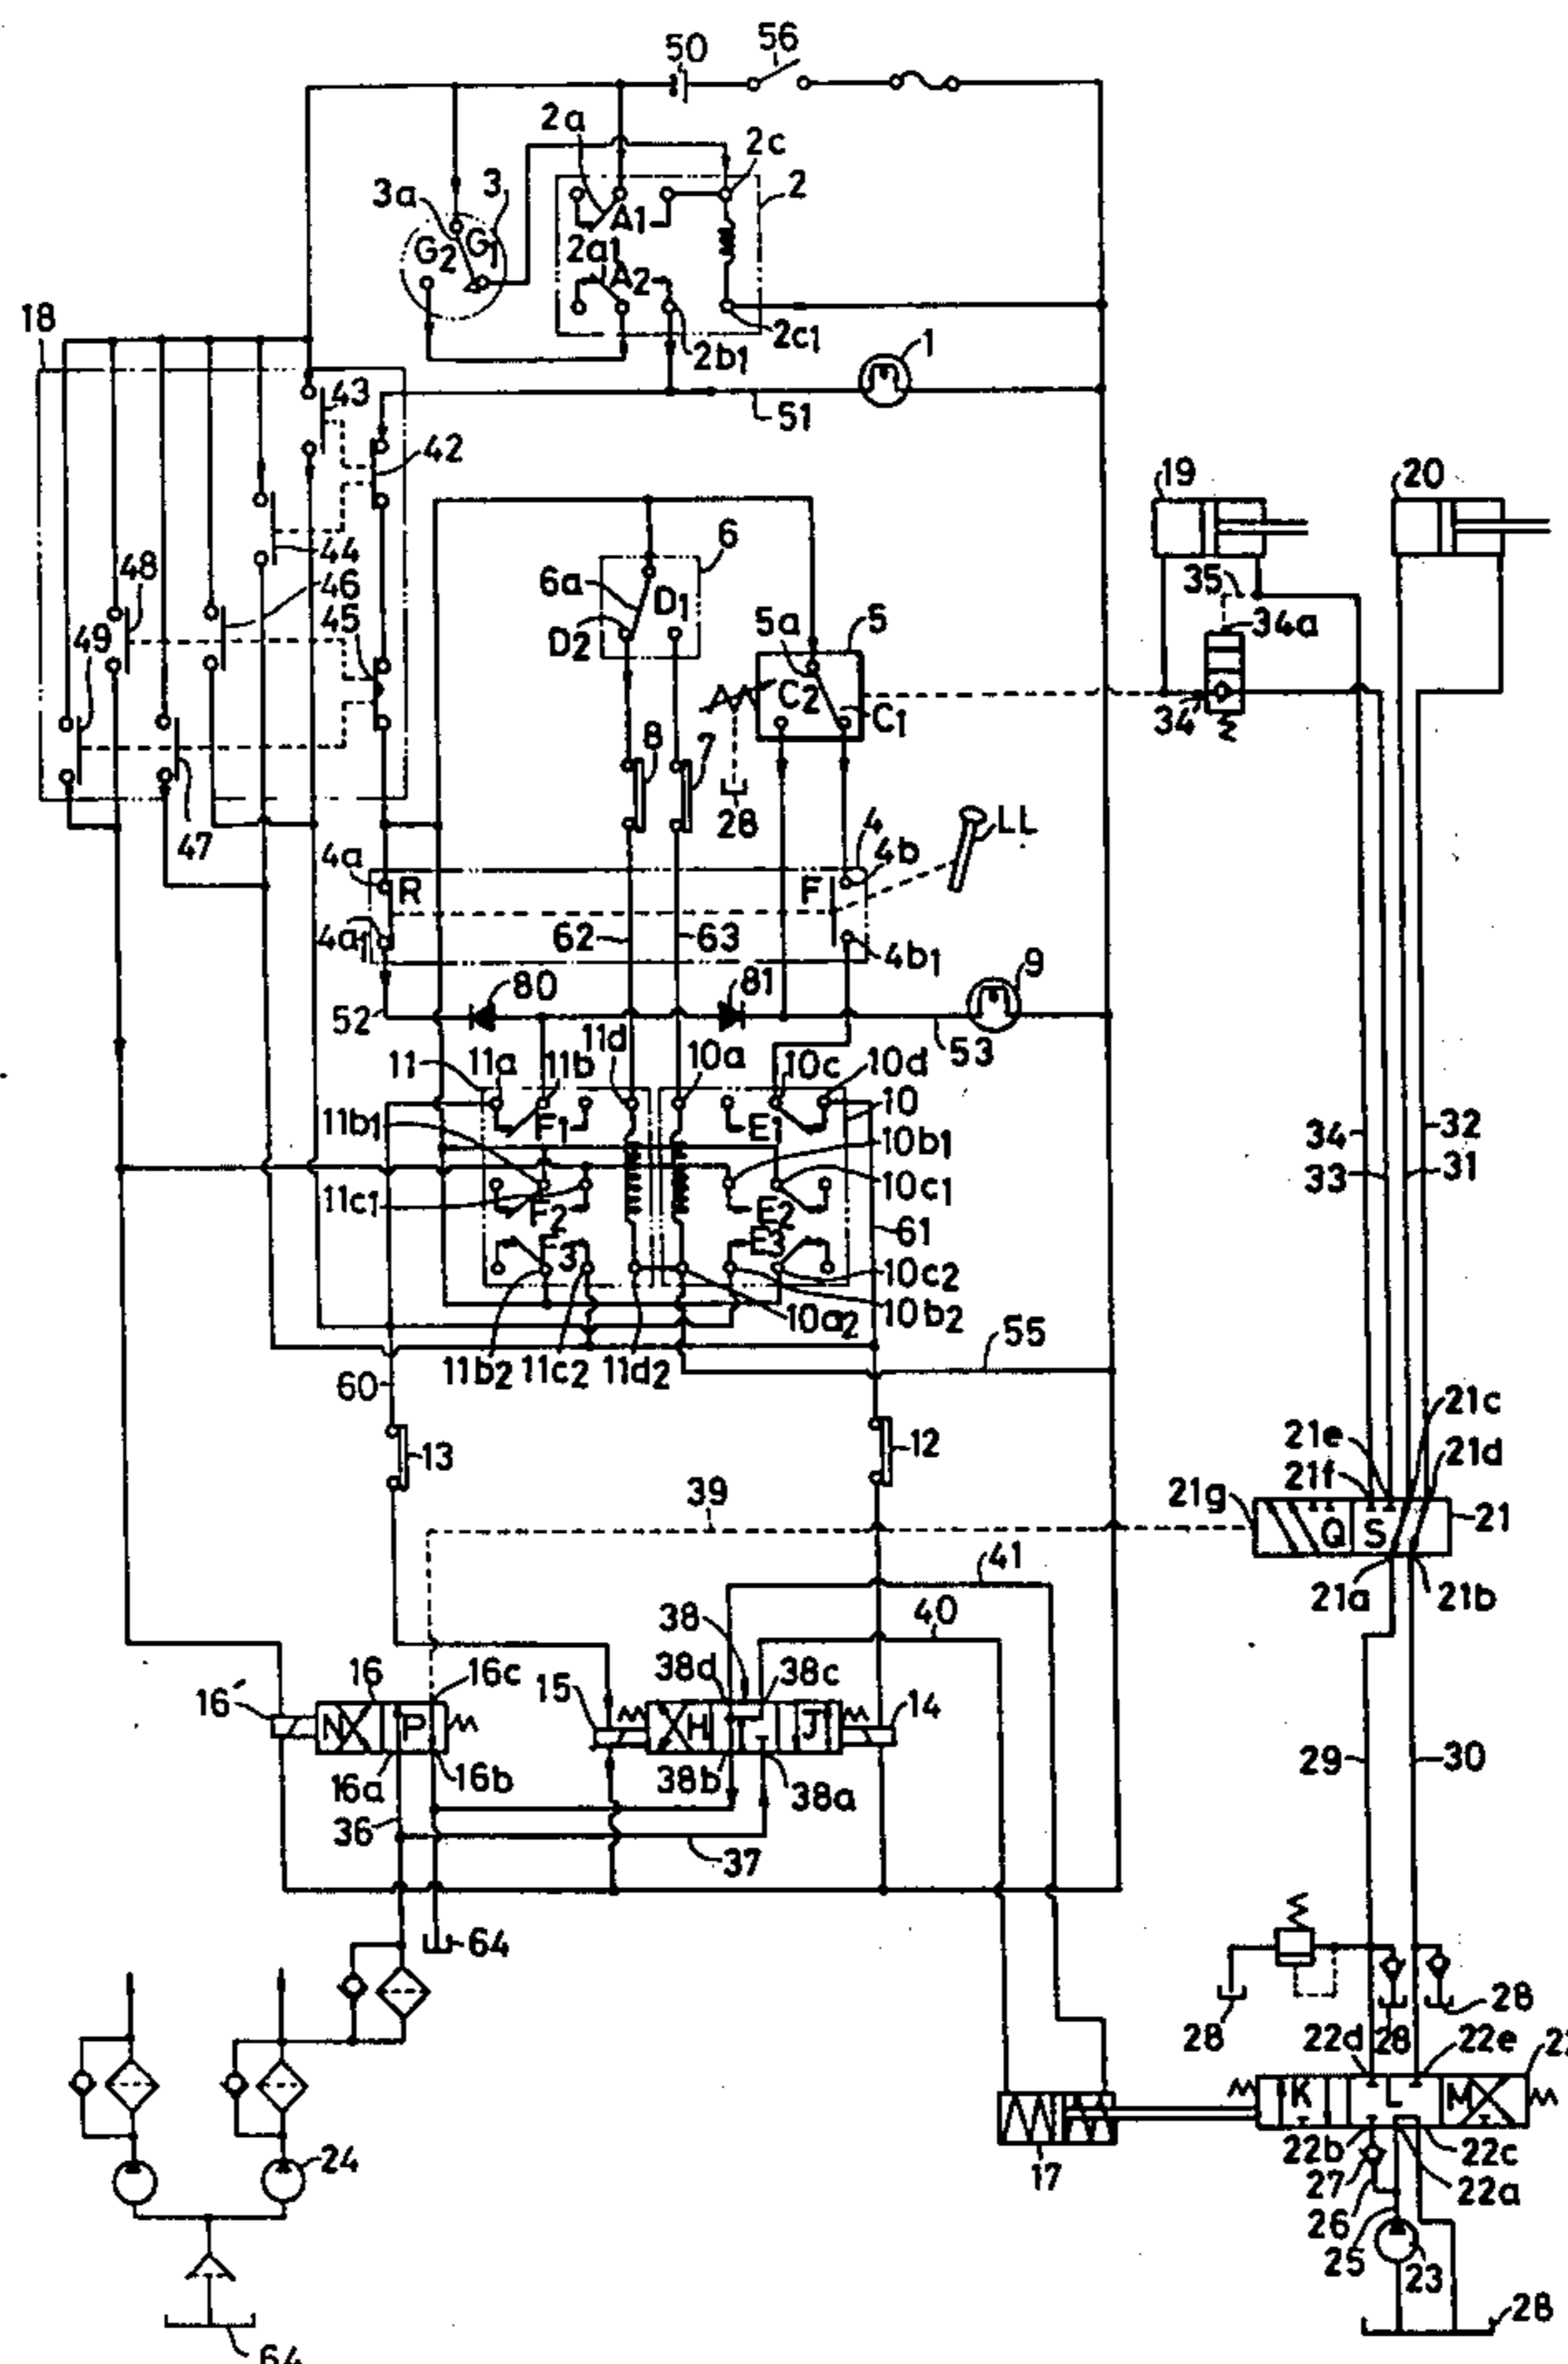 50 56
2a 2c
3a 3 2
G2 G1 A1
2a1 A2
18 2c1
2b1 1
43 51
42 19 20
44 6 35
48 46 6a D1 34a
45 D2 5a 5
49 C2 C1 34
8 7
47 28 4 LL
4a R 4b
F
4a1 62 63 4b1
80 81 9
52 11d 53
11 11a 11b 10a 10c 10d
11b1 F1 E1 10
10b1 34 32
11c1 F2 E2 10c1 33 31
F3 E3 61
10c2
10a2 10b2
11b2 11c2 11d2 55
60 21c
13 12 21e 21d
39 21f
21g Q S 21
41 21a 21b
38 40
16 16c 38d 38c
16' 15 14
N P H J 29 30
16a 16b 38b 38a
36 37
64
28 28 28
22d 22e
K L M
24 22b 22c
17 27 22a
26
25 23
28
64